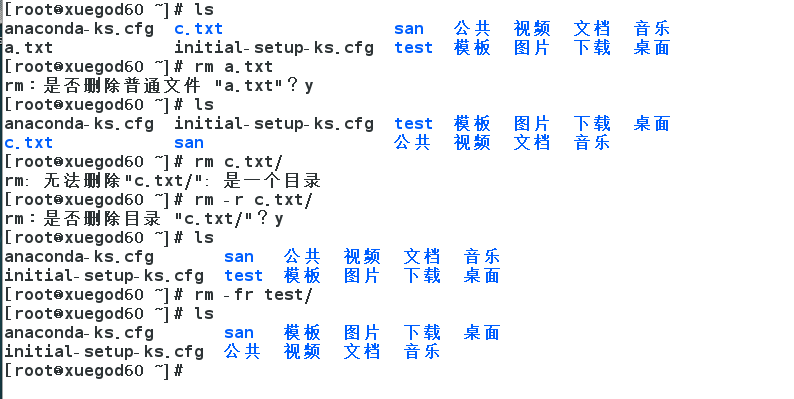 [root@xuegod60 ~]# ls
anaconda-ks.cfg  c.txt                 san   公共  视频  文档  音乐
a.txt            initial-setup-ks.cfg  test  模板  图片  下载  桌面
[root@xuegod60 ~]# rm a.txt
rm：是否删除普通文件 "a.txt"？y
[root@xuegod60 ~]# ls
anaconda-ks.cfg  initial-setup-ks.cfg  test  模板  图片  下载  桌面
c.txt            san                   公共  视频  文档  音乐
[root@xuegod60 ~]# rm c.txt/
rm: 无法删除"c.txt/": 是一个目录
[root@xuegod60 ~]# rm -r c.txt/
rm：是否删除目录 "c.txt/"？y
[root@xuegod60 ~]# ls
anaconda-ks.cfg       san   公共  视频  文档  音乐
initial-setup-ks.cfg  test  模板  图片  下载  桌面
[root@xuegod60 ~]# rm -fr test/
[root@xuegod60 ~]# ls
anaconda-ks.cfg       san   模板  图片  下载  桌面
initial-setup-ks.cfg  公共  视频  文档  音乐
[root@xuegod60 ~]#